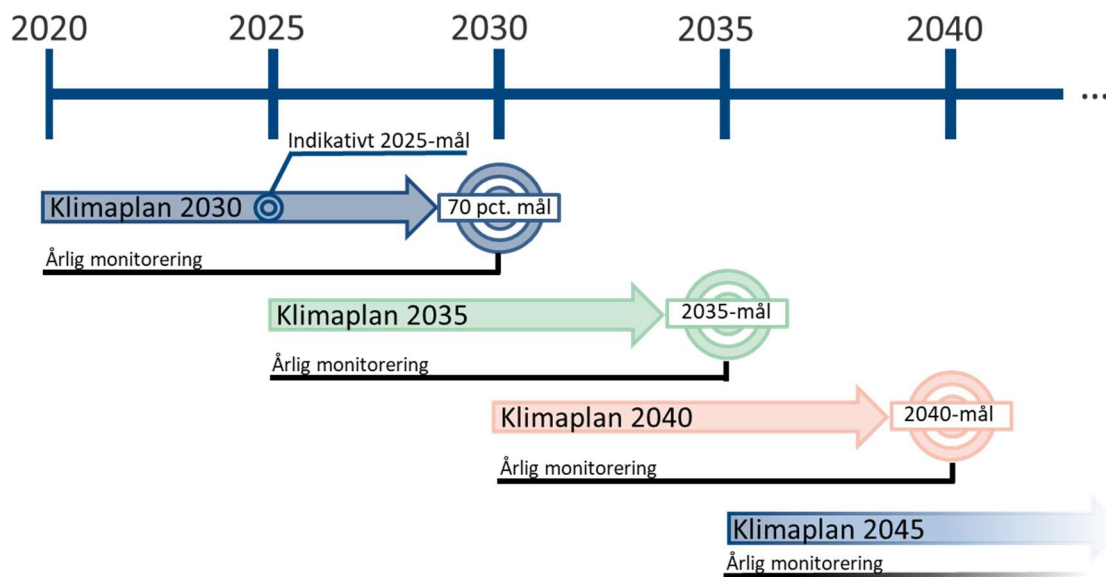 2020 2025 2030 2035 2040
...
Indikativt 2025-mål
Klimaplan 2030
70 pct. mål
Årlig monitorering
Klimaplan 2035
2035-mål
Årlig monitorering
Klimaplan 2040
2040-mål
Årlig monitorering
Klimaplan 2045
Årlig monitorering